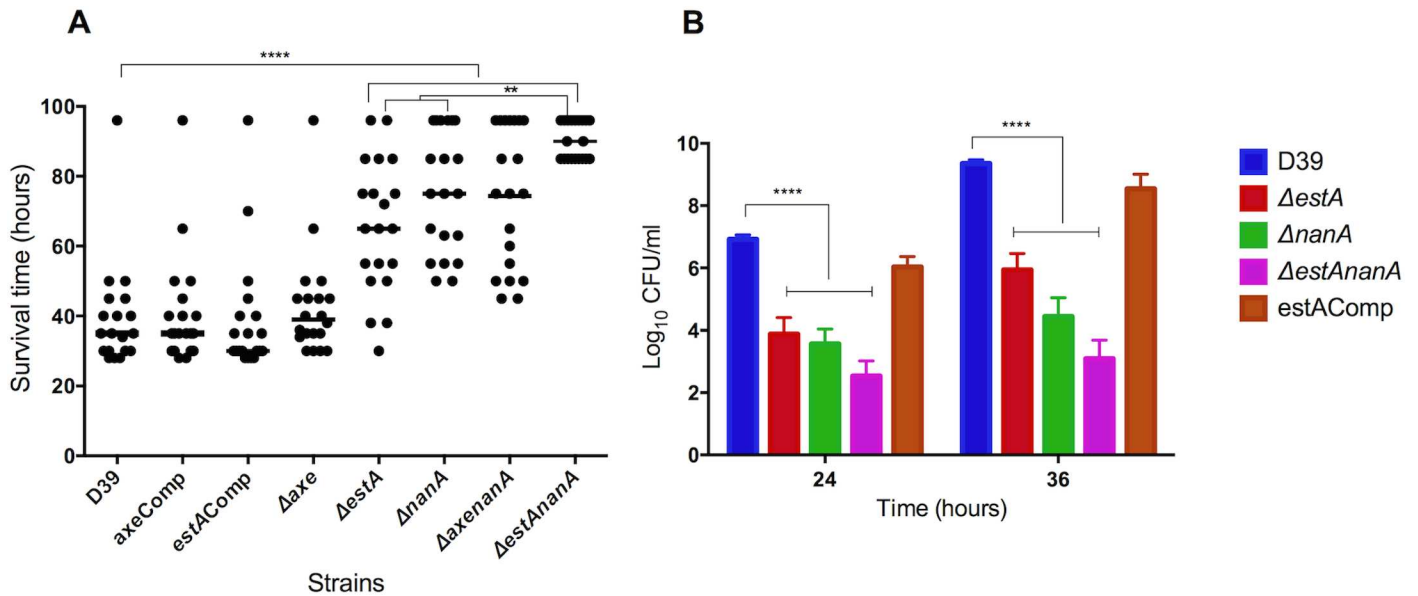 A
****
**
100
80
60
40
20
0
Survival time (hours)
D39
axeComp
estAComp
Δaxe
ΔestA
ΔnanA
ΔaxenanA
ΔestAnanA
Strains
B
****
****
10
8
6
4
2
0
Log10 CFU/ml
24
36
Time (hours)
D39
ΔestA
ΔnanA
ΔestAnanA
estAComp